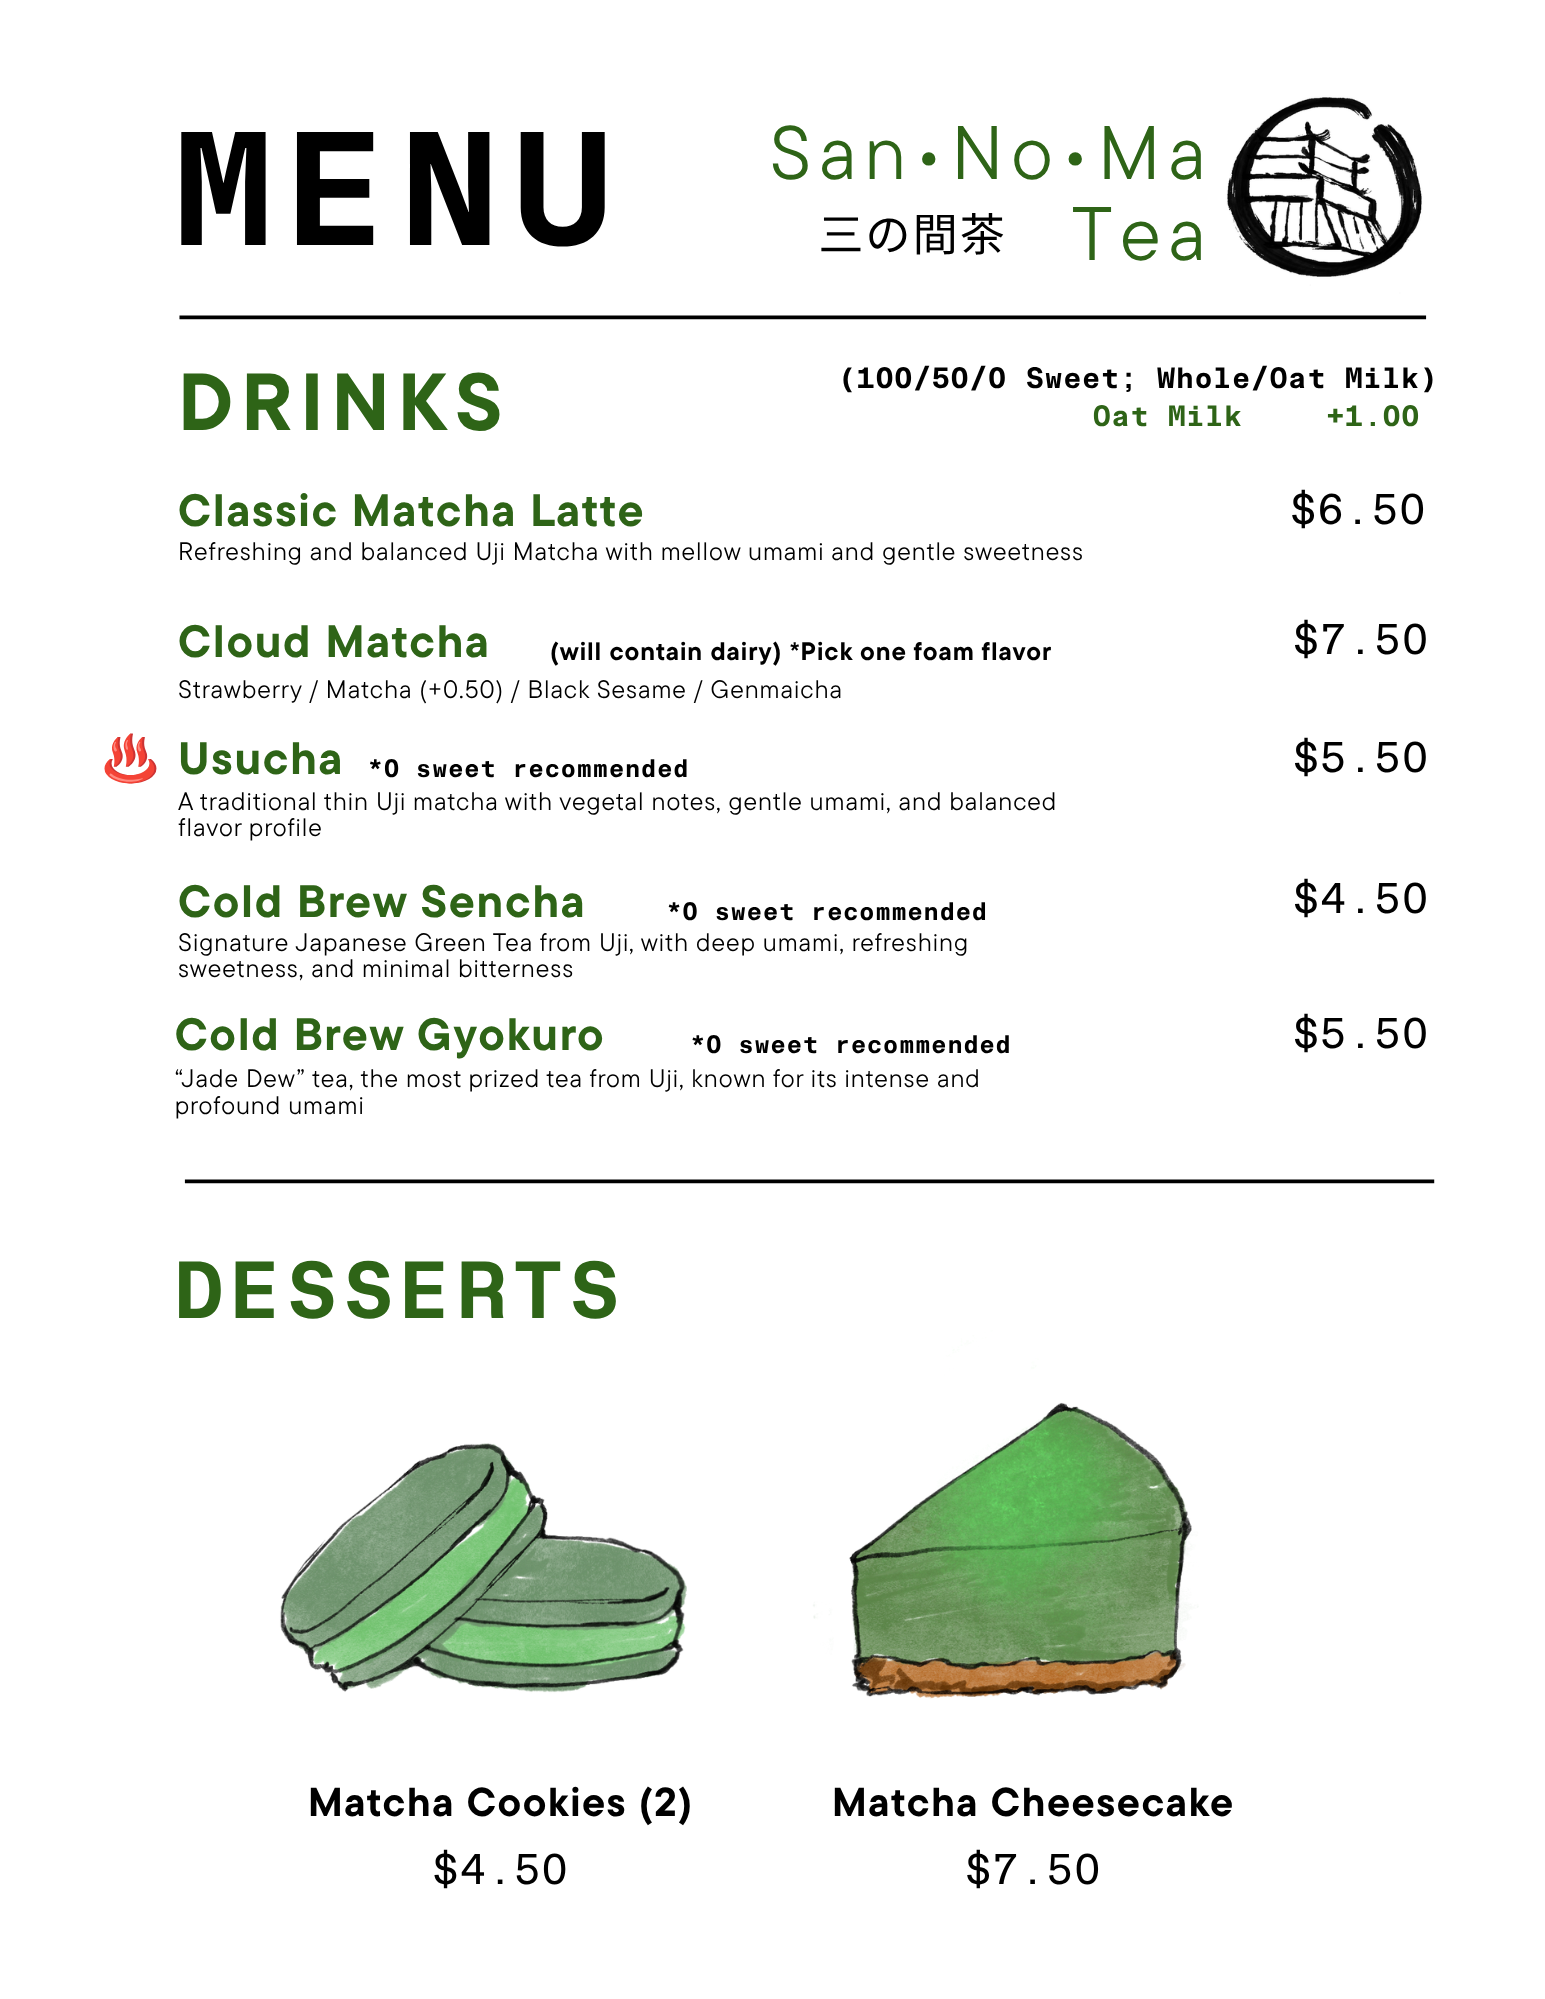 MENU
San•No•Ma
三の間茶 Tea
DRINKS
(100/50/0 Sweet; Whole/Oat Milk)
Oat Milk +1.00
Classic Matcha Latte $6.50
Refreshing and balanced Uji Matcha with mellow umami and gentle sweetness
Cloud Matcha (will contain dairy) *Pick one foam flavor $7.50
Strawberry / Matcha (+0.50) / Black Sesame / Genmaicha
Usucha *0 sweet recommended $5.50
A traditional thin Uji matcha with vegetal notes, gentle umami, and balanced
flavor profile
Cold Brew Sencha *0 sweet recommended $4.50
Signature Japanese Green Tea from Uji, with deep umami, refreshing
sweetness, and minimal bitterness
Cold Brew Gyokuro *0 sweet recommended $5.50
“Jade Dew” tea, the most prized tea from Uji, known for its intense and
profound umami
DESSERTS
Matcha Cookies (2)
$4.50
Matcha Cheesecake
$7.50